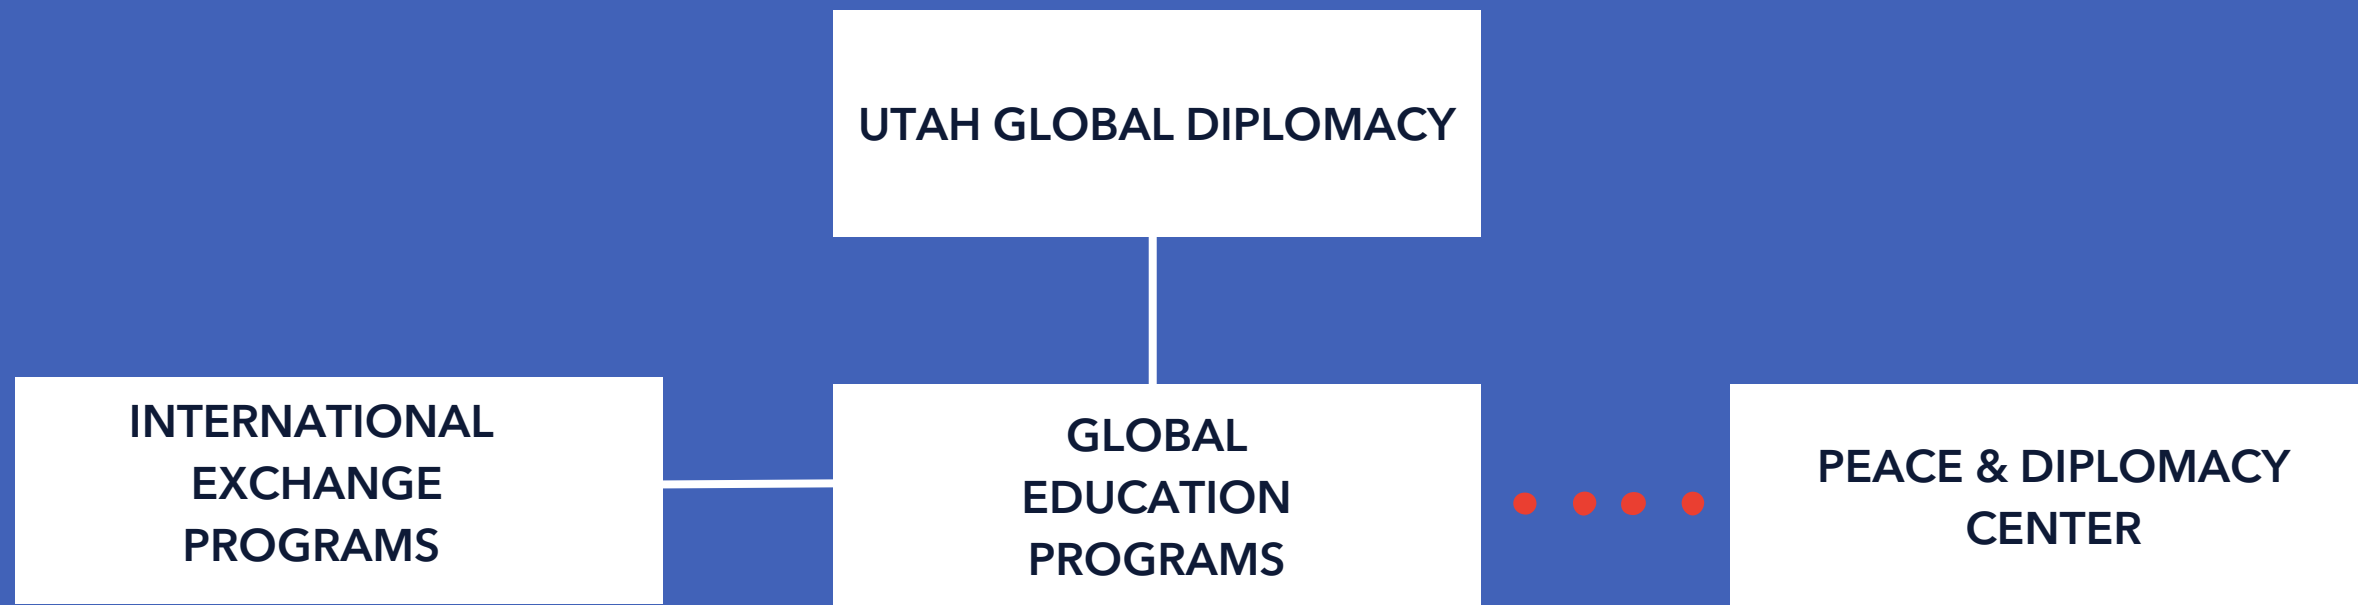 UTAH GLOBAL DIPLOMACY
INTERNATIONAL
EXCHANGE
PROGRAMS
GLOBAL
EDUCATION
PROGRAMS
PEACE & DIPLOMACY
CENTER